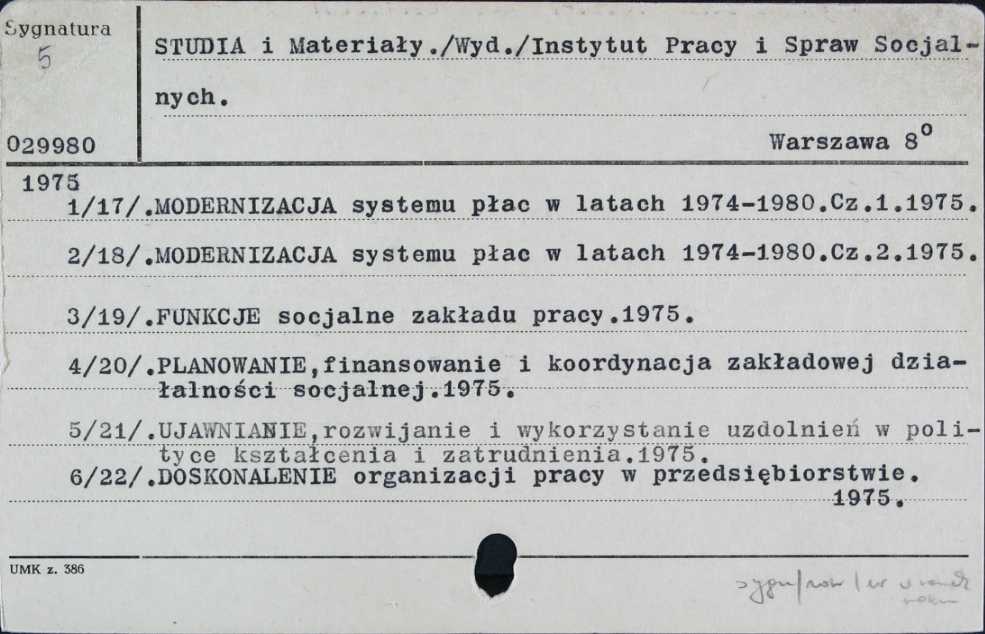 Sygnatura
5
029980
STUDIA i Materiały./Wyd./Instytut Pracy i Spraw Socjal-
nych.
Warszawa 8°
1975
1/17/.MODERNIZACJA systemu płac w latach 1974-1980.Cz.1.1975.
2/18/.MODERNIZACJA systemu płac w latach 1974-1980.Cz.2.1975.
3/19/.FUNKCJE socjalne zakładu pracy.1975.
4/20/.PLANOWANIE,finansowanie i koordynacja zakładowej dzia-
łalności socjalnej.1975.
5/21/.UJAWNIANIE,rozwijanie i wykorzystanie uzdolnień w poli-
tyce kształcenia i zatrudnienia.1975.
6/22/.DOSKONALENIE organizacji pracy w przedsiębiorstwie.
1975.
UMK z. 386